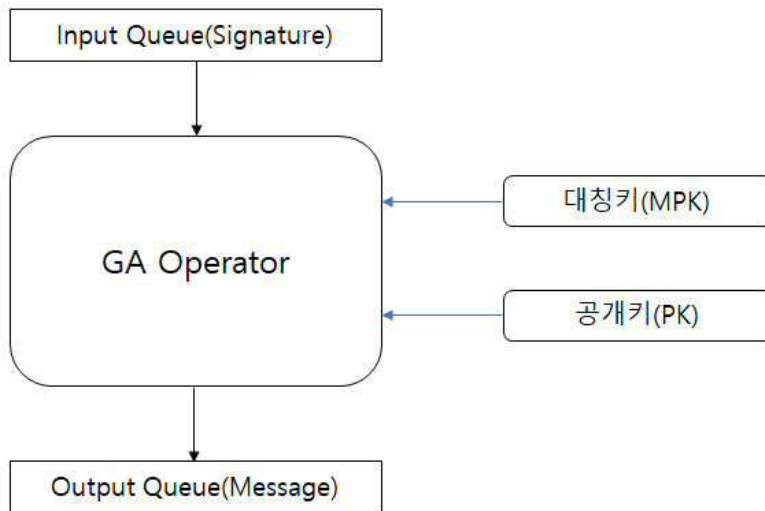 Input Queue(Signature)
GA Operator
대칭키(MPK)
공개키(PK)
Output Queue(Message)